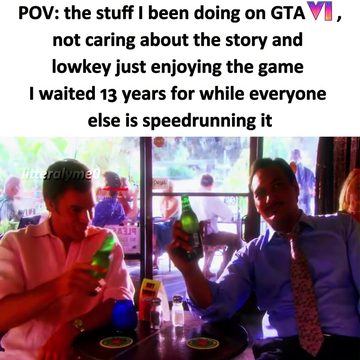 POV: the stuff I been doing on GTA VI,
not caring about the story and
lowkey just enjoying the game
I waited 13 years for while everyone
else is speedrunning it